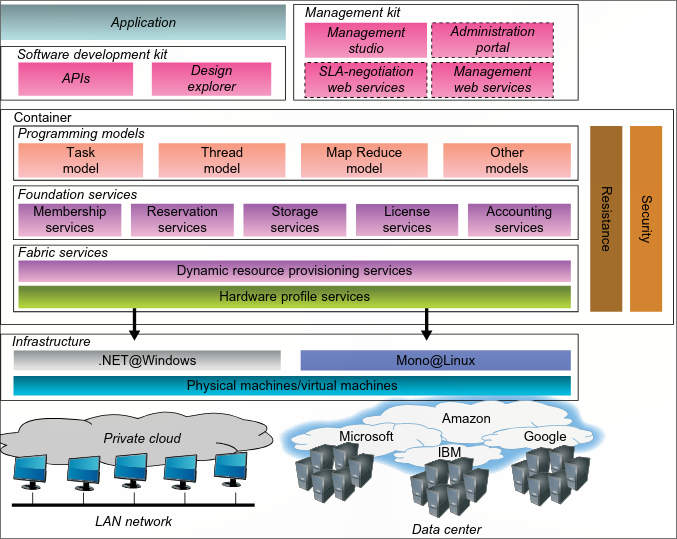 Application
Software development kit
APIs
Design
explorer
Management kit
Management
studio
Administration
portal
SLA-negotiation
web services
Management
web services
Container
Programming models
Task
model
Thread
model
Map Reduce
model
Other
models
Foundation services
Membership
services
Reservation
services
Storage
services
License
services
Accounting
services
Fabric services
Dynamic resource provisioning services
Hardware profile services
Resistance
Security
Infrastructure
.NET@Windows
Mono@Linux
Physical machines/virtual machines
Private cloud
LAN network
Amazon
Microsoft
Google
IBM
Data center